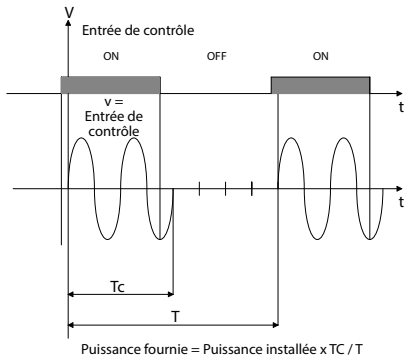 V
Entrée de contrôle
ON OFF ON
t
v =
Entrée de
contrôle
t
Tc
T
Puissance fournie = Puissance installée x TC / T